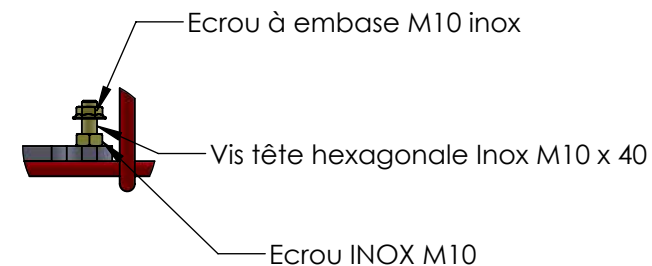 Ecrou à embase M10 inox
Vis tête hexagonale Inox M10 x 40
Ecrou INOX M10